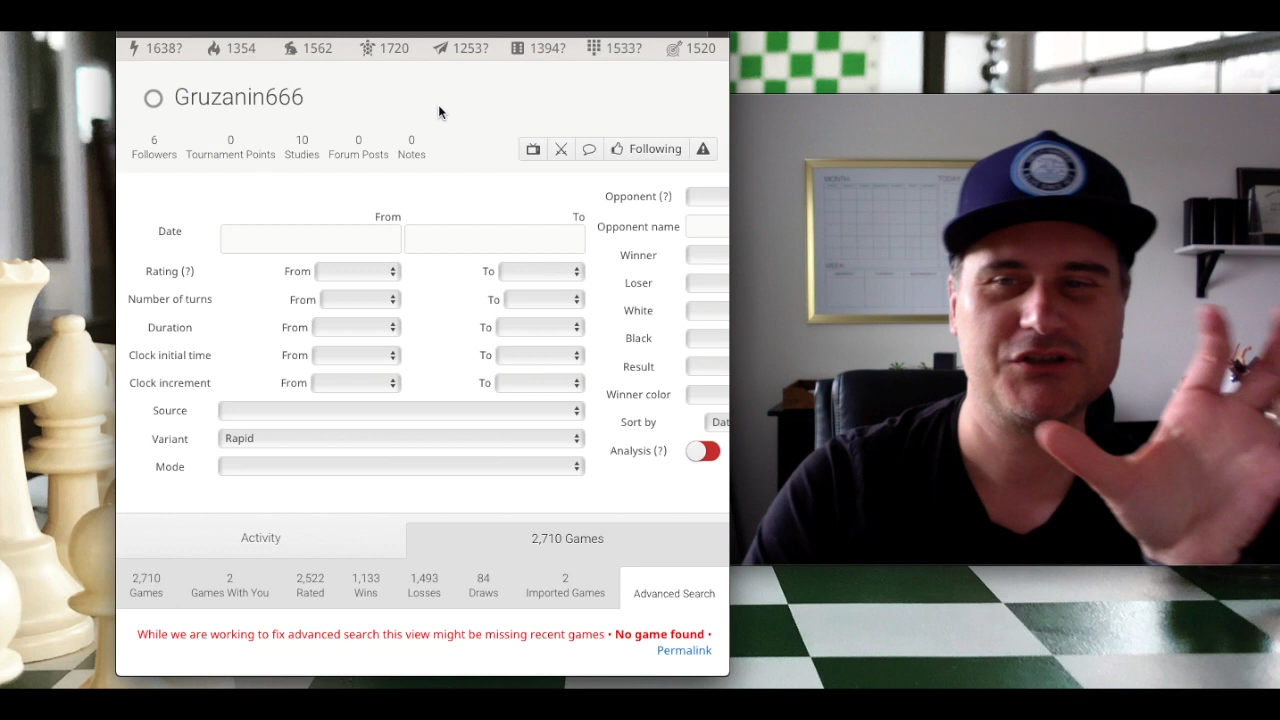 1638? 1354 1562 1720 1253? 1394? 1533? 1520
Gruzanin666
6 0 10 0 0
Followers Tournament Points Studies Forum Posts Notes
Following
From To
Date
Rating (?) From To
Number of turns From To
Duration From To
Clock initial time From To
Clock increment From To
Source
Variant Rapid
Mode
Opponent (?)
Opponent name
Winner
Loser
White
Black
Result
Winner color
Sort by Dat
Analysis (?)
Activity 2,710 Games
2,710 2 2,522 1,133 1,493 84 2
Games Games With You Rated Wins Losses Draws Imported Games Advanced Search
While we are working to fix advanced search this view might be missing recent games • No game found •
Permalink
MONTH
TODAY
WEEK